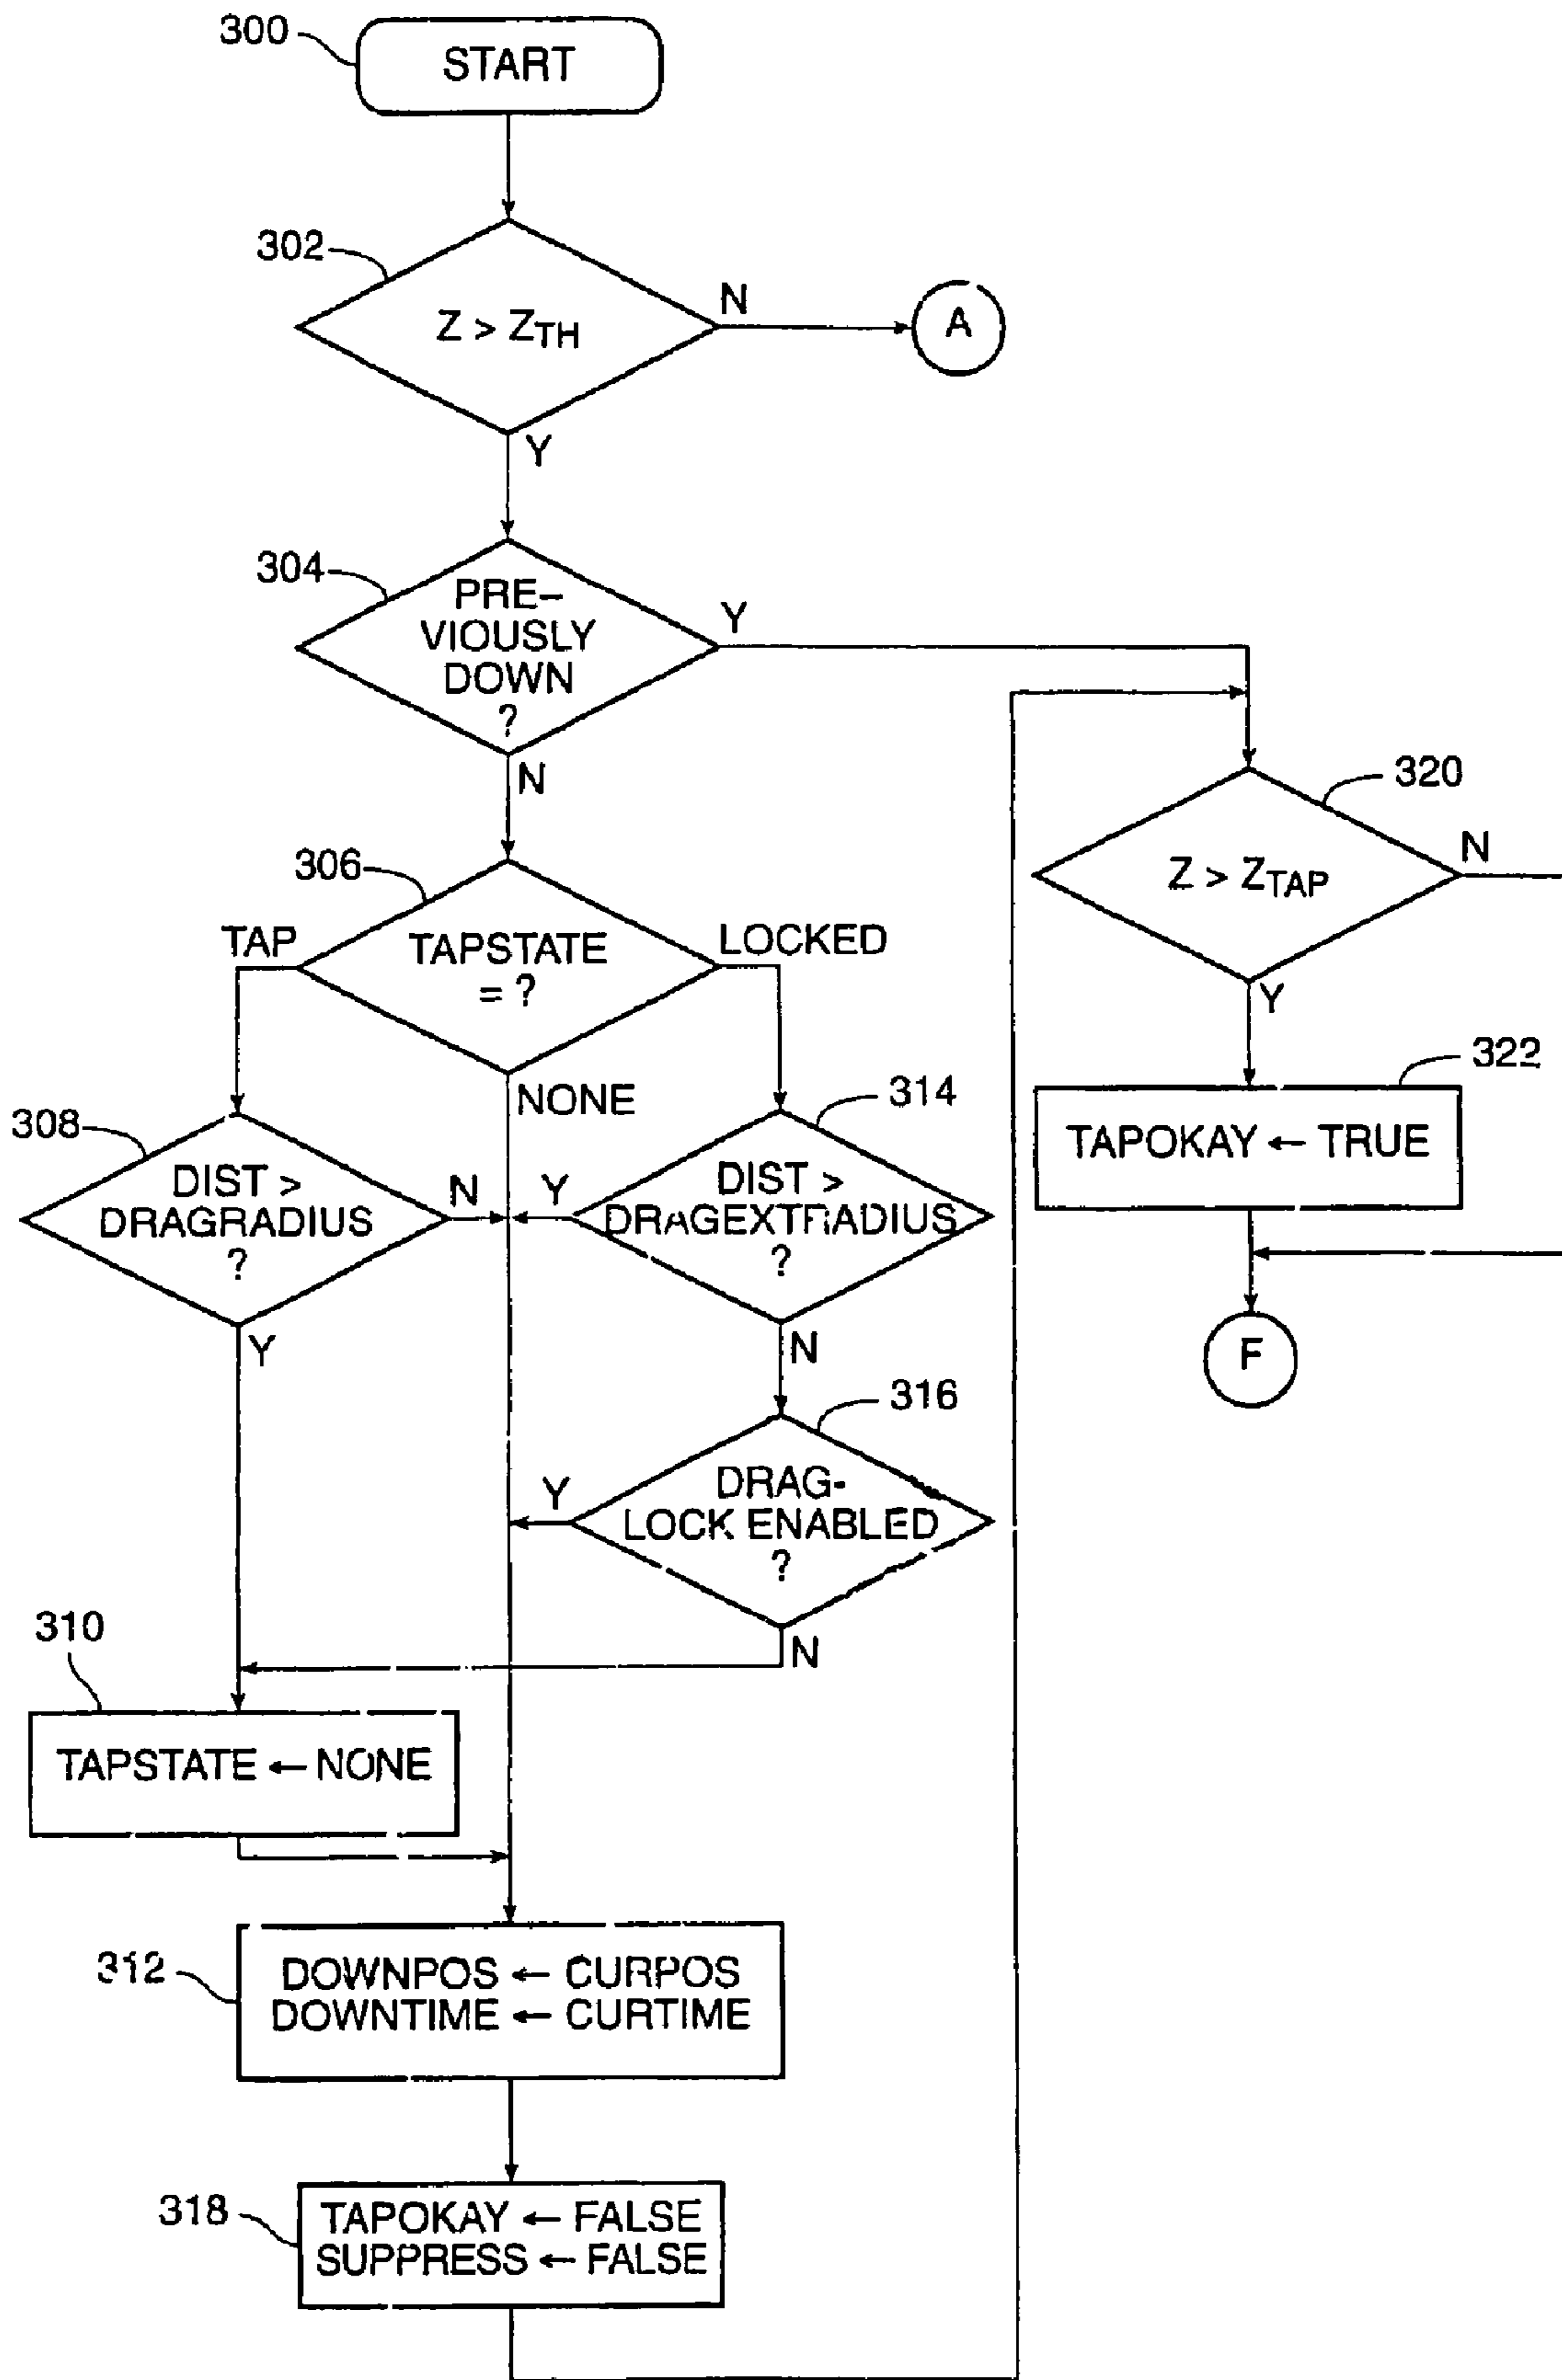 300
START
302
Z > ZTH
N
A
Y
304
PRE-
VIOUSLY
DOWN
?
Y
N
306
TAPSTATE
= ?
TAP
LOCKED
NONE
308
DIST >
DRAGRADIUS
?
N
Y
314
DIST >
DRAGEXTRADIUS
?
Y
N
316
DRAG-
LOCK ENABLED
?
Y
N
310
TAPSTATE ← NONE
312
DOWNPOS ← CURPOS
DOWNTIME ← CURTIME
318
TAPOKAY ← FALSE
SUPPRESS ← FALSE
320
Z > ZTAP
N
Y
322
TAPOKAY ← TRUE
F